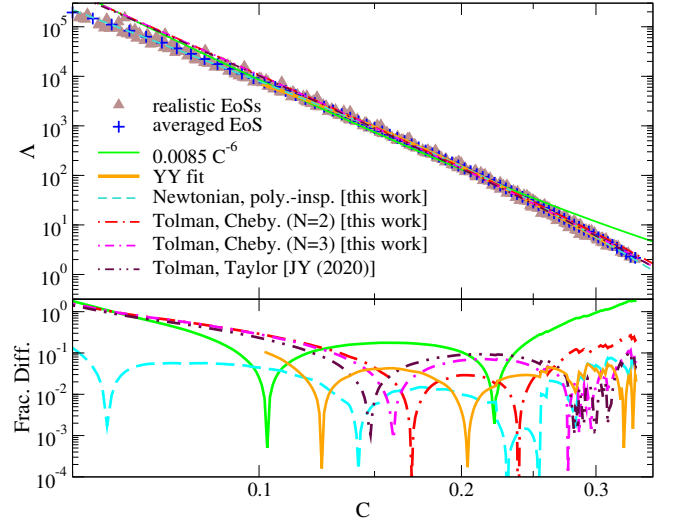 10^5
10^4
10^3
10^2
10^1
10^0
Λ
realistic EoSs
averaged EoS
0.0085 C^-6
YY fit
Newtonian, poly.-insp. [this work]
Tolman, Cheby. (N=2) [this work]
Tolman, Cheby. (N=3) [this work]
Tolman, Taylor [JY (2020)]
10^0
10^-1
10^-2
10^-3
10^-4
Frac. Diff.
0.1
0.2
0.3
C